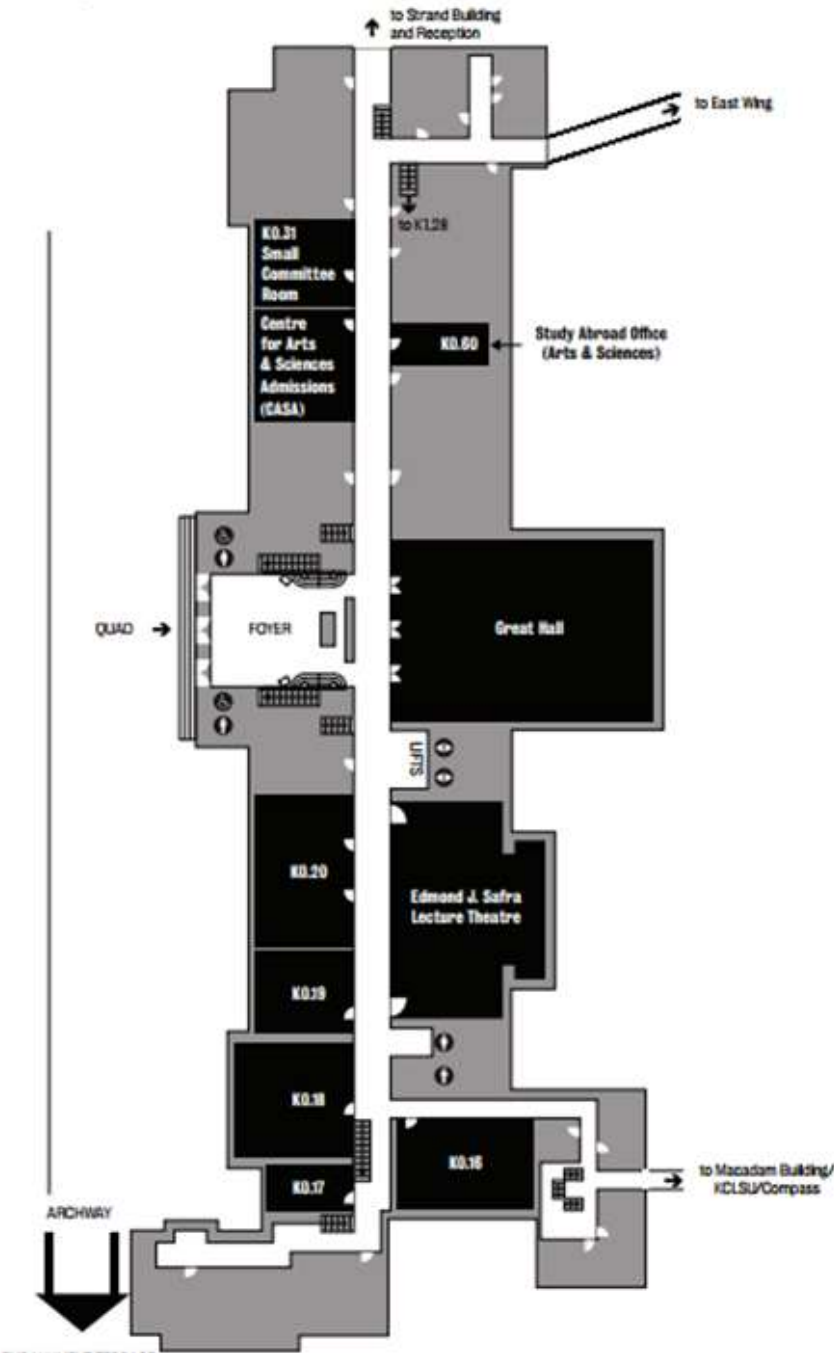 to Strand Building
and Reception
to East Wing
to K1.28
K0.31
Small
Committee
Room
Centre
for Arts
& Sciences
Admissions
(CASA)
K0.60
Study Abroad Office
(Arts & Sciences)
QUAD
FOYER
Great Hall
LIFTS
K0.20
Edmond J. Safra
Lecture Theatre
K0.19
K0.18
K0.16
K0.17
to Macadam Building/
KCLSU/Compass
ARCHWAY